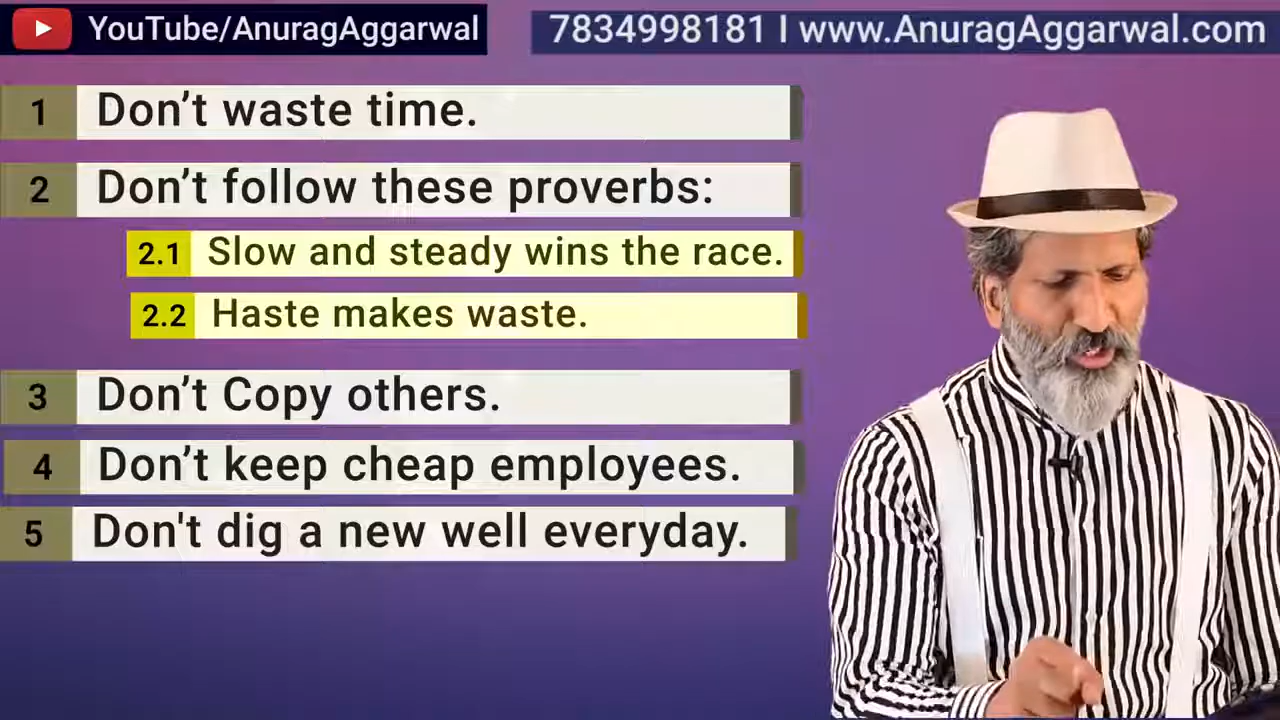 YouTube/AnuragAggarwal
7834998181 | www.AnuragAggarwal.com
1 Don’t waste time.
2 Don’t follow these proverbs:
2.1 Slow and steady wins the race.
2.2 Haste makes waste.
3 Don’t Copy others.
4 Don’t keep cheap employees.
5 Don't dig a new well everyday.